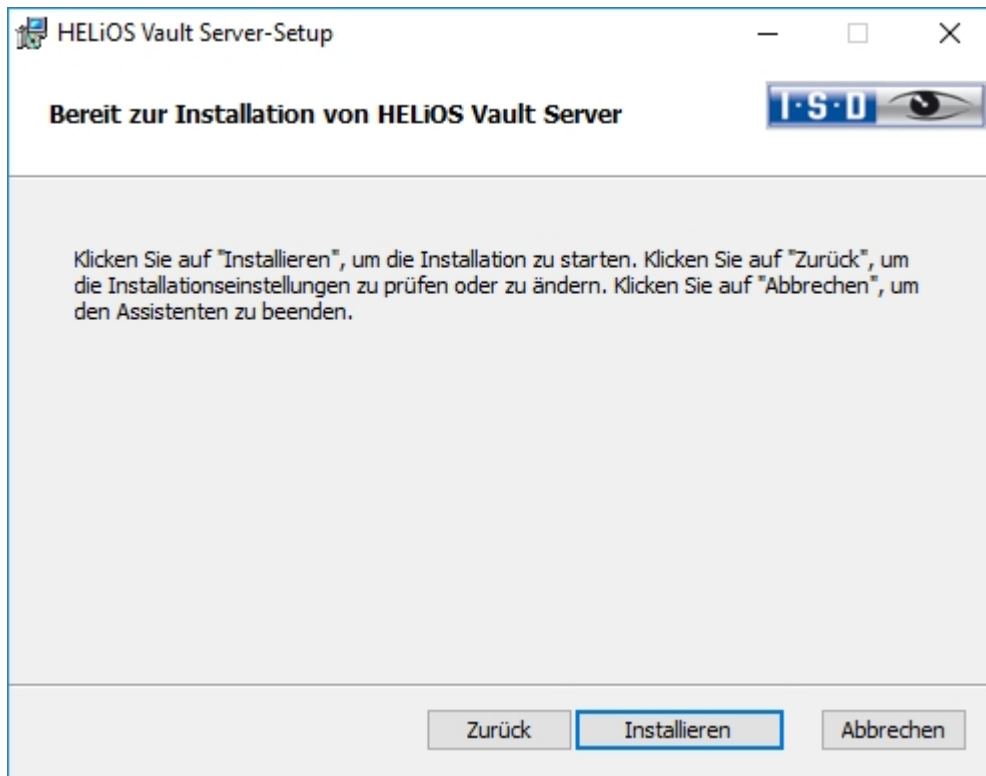 HELiOS Vault Server-Setup
Bereit zur Installation von HELiOS Vault Server
I·S·D
Klicken Sie auf "Installieren", um die Installation zu starten. Klicken Sie auf "Zurück", um
die Installationseinstellungen zu prüfen oder zu ändern. Klicken Sie auf "Abbrechen", um
den Assistenten zu beenden.
Zurück
Installieren
Abbrechen